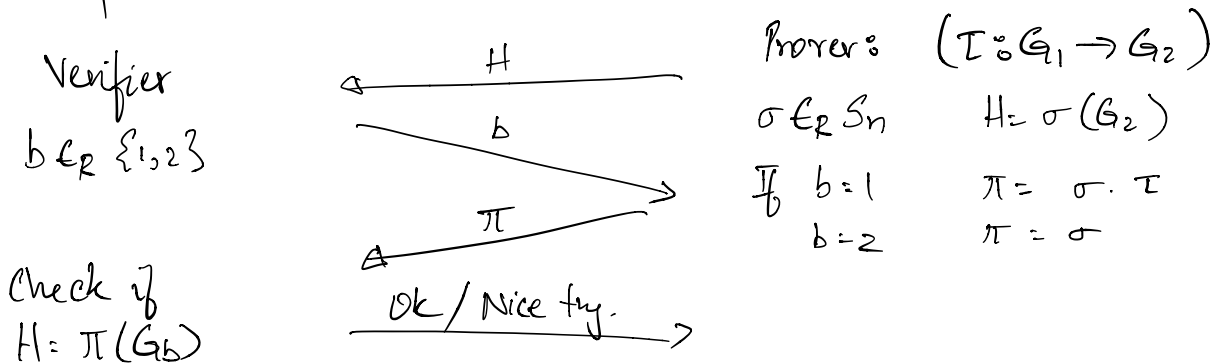 Prover: (τ: G₁ → G₂)
Verifier
H
b ∈R {1,2}
σ ∈R Sn H = σ(G₂)
b
If b = 1 π = σ · τ
π
b = 2 π = σ
Check if
H = π(Gb)
Ok / Nice try.